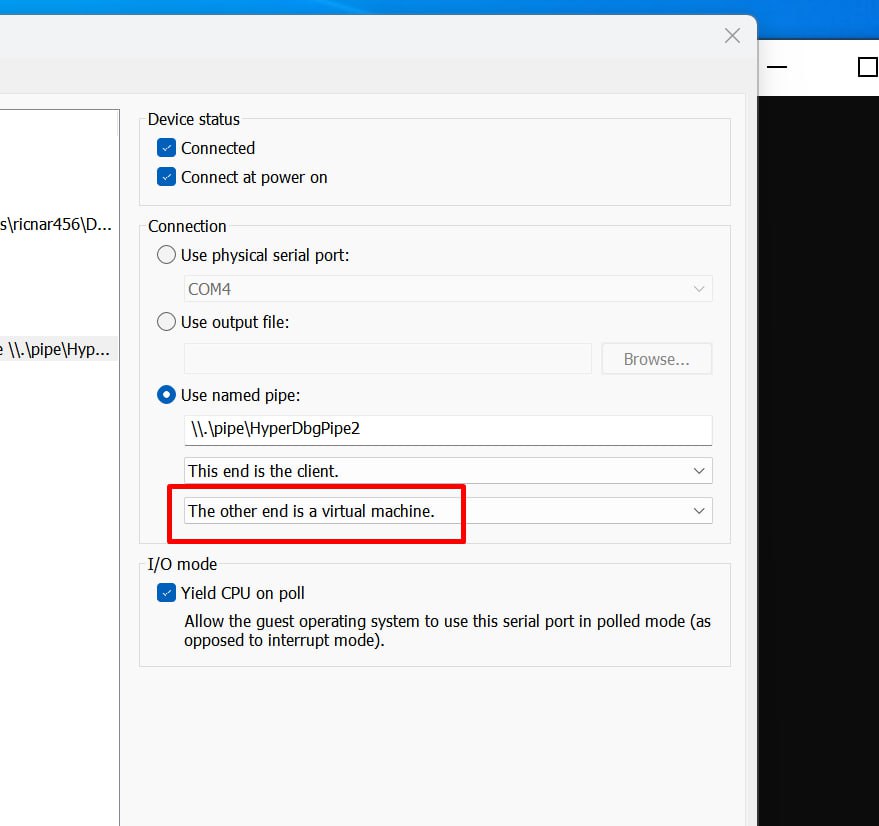 Device status
Connected
Connect at power on
s\ricnar456\D...
Connection
Use physical serial port:
COM4
Use output file:
e \\.\pipe\Hyp...
Browse...
Use named pipe:
\\.\pipe\HyperDbgPipe2
This end is the client.
The other end is a virtual machine.
I/O mode
Yield CPU on poll
Allow the guest operating system to use this serial port in polled mode (as
opposed to interrupt mode).